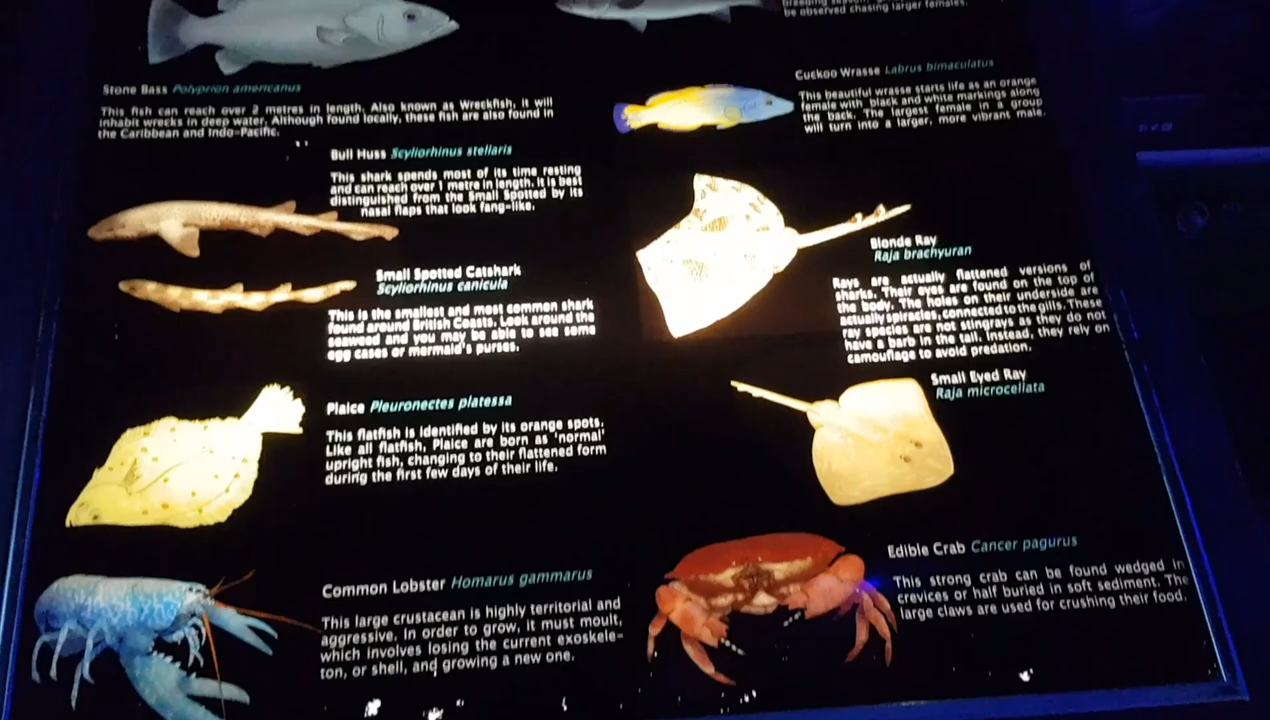 be observed chasing larger females.
Stone Bass Polyprion americanus
This fish can reach over 2 metres in length. Also known as Wreckfish, it will
inhabit wrecks in deep water. Although found locally, these fish are also found in
the Caribbean and Indo-Pacific.
Cuckoo Wrasse Labrus bimaculatus
This beautiful wrasse starts life as an orange
female with black and white markings along
the back. The largest female in a group
will turn into a larger, more vibrant male.
Bull Huss Scyliorhinus stellaris
This shark spends most of its time resting
and can reach over 1 metre in length. It is best
distinguished from the Small Spotted by its
nasal flaps that look fang-like.
Blonde Ray
Raja brachyuran
Rays are actually flattened versions of
sharks. Their eyes are found on the top of
the body. The holes on their underside are
actually spiracles, connected to the gills. These
ray species are not stingrays as they do not
have a barb in the tail. Instead, they rely on
camouflage to avoid predation.
Small Spotted Catshark
Scyliorhinus canicula
This is the smallest and most common shark
found around British Coasts. Look around the
seaweed and you may be able to see some
egg cases or mermaid's purses.
Small Eyed Ray
Raja microcellata
Plaice Pleuronectes platessa
This flatfish is identified by its orange spots.
Like all flatfish, Plaice are born as 'normal'
upright fish, changing to their flattened form
during the first few days of their life.
Edible Crab Cancer pagurus
This strong crab can be found wedged in
crevices or half buried in soft sediment. The
large claws are used for crushing their food.
Common Lobster Homarus gammarus
This large crustacean is highly territorial and
aggressive. In order to grow, it must moult,
which involves losing the current exoskele-
ton, or shell, and growing a new one.